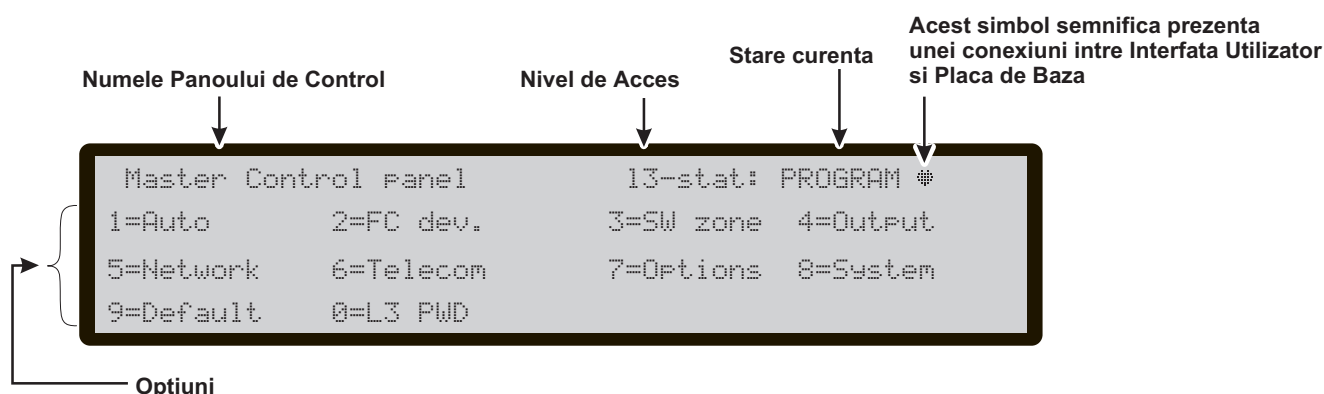 Acest simbol semnifica prezenta
unei conexiuni intre Interfata Utilizator
si Placa de Baza
Stare curenta
Numele Panoului de Control
Nivel de Acces
Master Control panel l3-stat: PROGRAM
1=Auto 2=FC dev. 3=SW zone 4=Output
5=Network 6=Telecom 7=Options 8=System
9=Default 0=L3 PWD
Optiuni